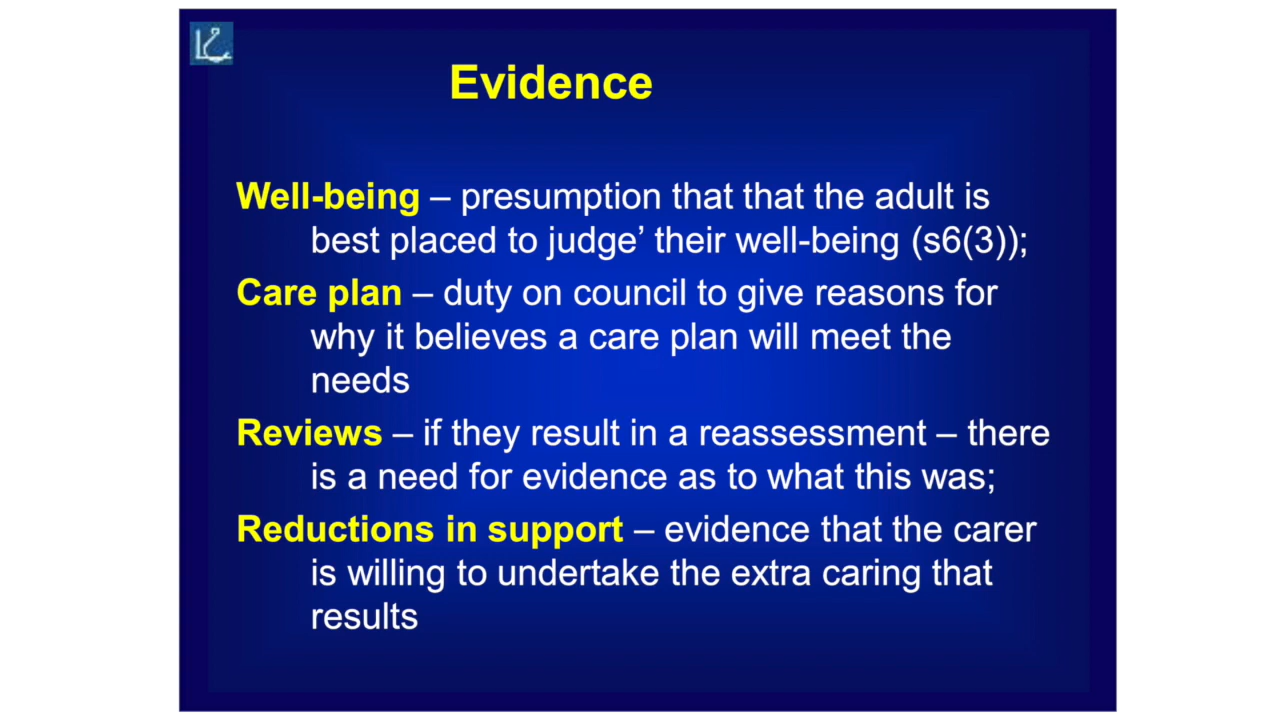 Evidence
Well-being – presumption that that the adult is
best placed to judge’ their well-being (s6(3));
Care plan – duty on council to give reasons for
why it believes a care plan will meet the
needs
Reviews – if they result in a reassessment – there
is a need for evidence as to what this was;
Reductions in support – evidence that the carer
is willing to undertake the extra caring that
results